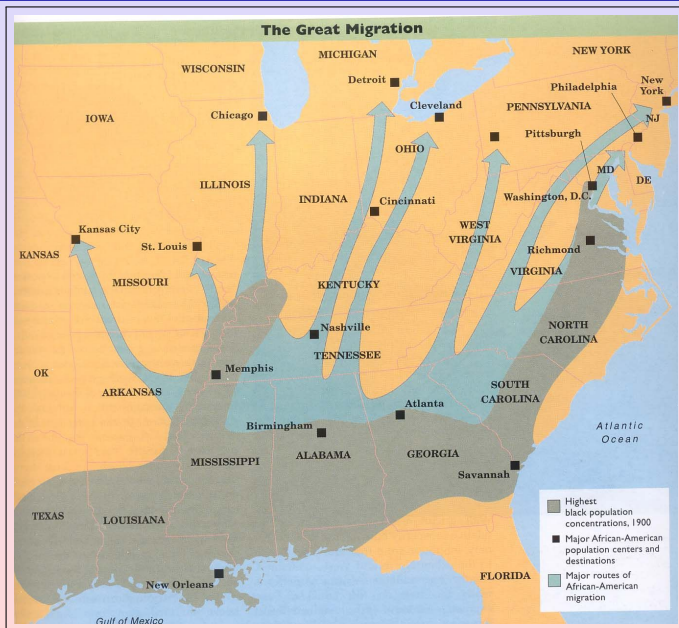 The Great Migration
MICHIGAN
NEW YORK
WISCONSIN
Detroit
Philadelphia
New
York
Cleveland
PENNSYLVANIA
Chicago
IOWA
NJ
Pittsburgh
OHIO
MD
ILLINOIS
DE
INDIANA
Cincinnati
Washington, D.C.
WEST
VIRGINIA
Kansas City
St. Louis
Richmond
KANSAS
VIRGINIA
MISSOURI
KENTUCKY
Nashville
NORTH
CAROLINA
TENNESSEE
OK
Memphis
ARKANSAS
SOUTH
CAROLINA
Atlanta
Birmingham
Atlantic
Ocean
MISSISSIPPI
ALABAMA
GEORGIA
Savannah
TEXAS
LOUISIANA
Highest
black population
concentrations, 1900
Major African-American
population centers and
destinations
Major routes of
African-American
migration
New Orleans
FLORIDA
Gulf of Mexico